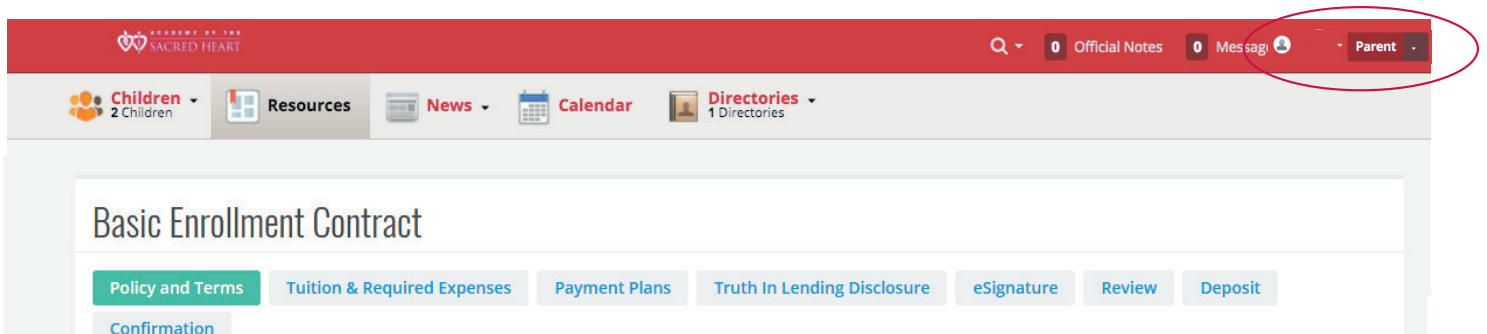 ACADEMY OF THE
SACRED HEART
0 Official Notes
0 Messag
Parent
Children
2 Children
Resources
News
Calendar
Directories
1 Directories
Basic Enrollment Contract
Policy and Terms
Tuition & Required Expenses
Payment Plans
Truth In Lending Disclosure
eSignature
Review
Deposit
Confirmation